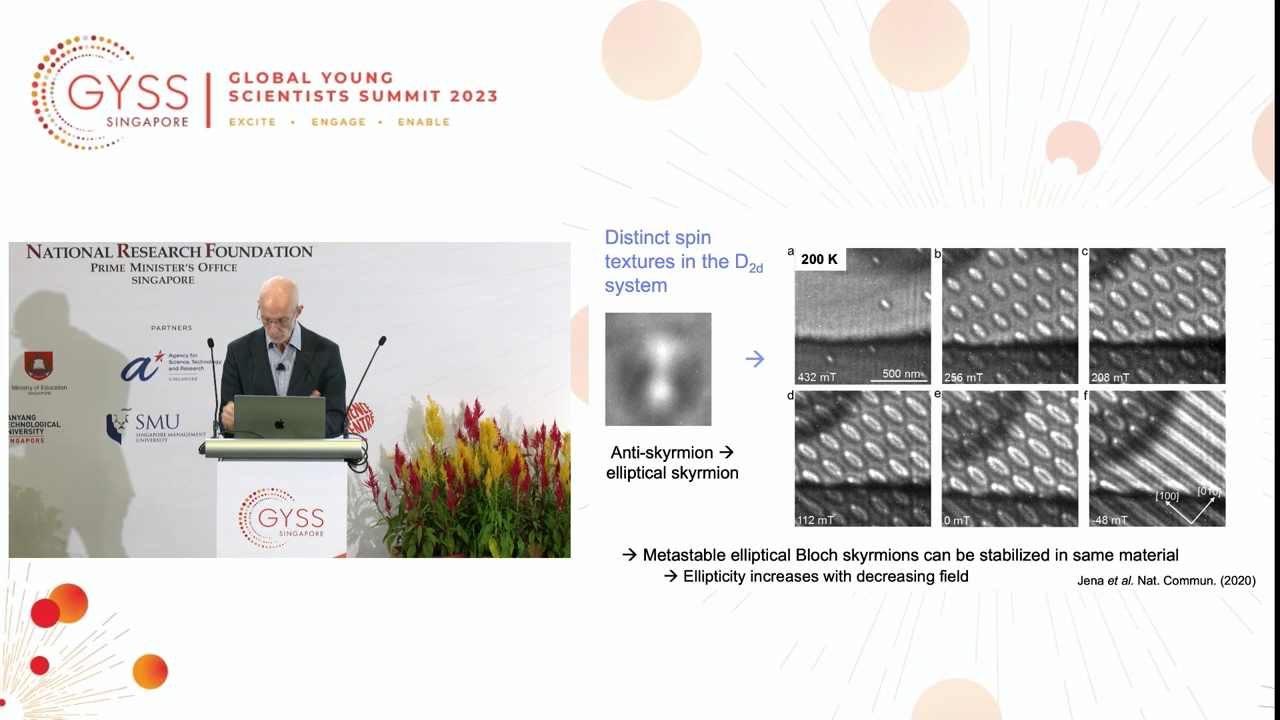 GYSS
SINGAPORE
GLOBAL YOUNG
SCIENTISTS SUMMIT 2023
EXCITE • ENGAGE • ENABLE
NATIONAL RESEARCH FOUNDATION
PRIME MINISTER'S OFFICE
SINGAPORE
PARTNERS
Ministry of Education
SINGAPORE
Agency for
Science, Technology
and Research
SINGAPORE
ANYANG
TECHNOLOGICAL
UNIVERSITY
SINGAPORE
SMU
SINGAPORE MANAGEMENT
UNIVERSITY
SCIENCE
CENTRE
GYSS
SINGAPORE
Distinct spin
textures in the D2d
system
→
Anti-skyrmion →
elliptical skyrmion
a
200 K
432 mT
500 nm
b
256 mT
c
208 mT
d
112 mT
e
0 mT
f
-48 mT
[100]
[010]
→ Metastable elliptical Bloch skyrmions can be stabilized in same material
→ Ellipticity increases with decreasing field
Jena et al. Nat. Commun. (2020)